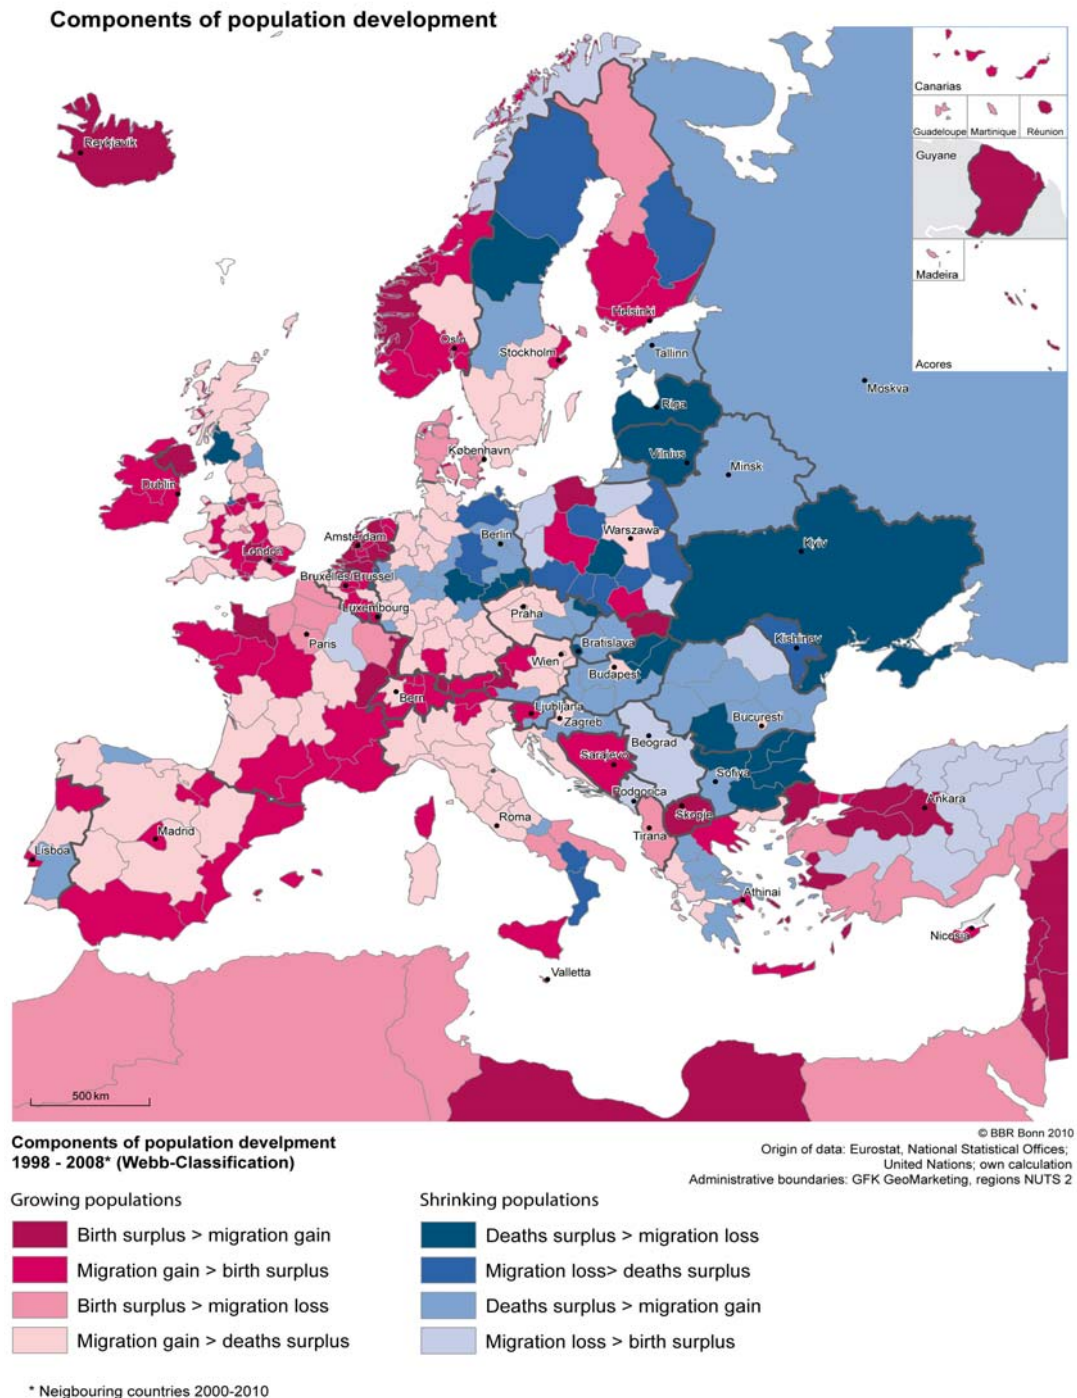 Components of population development
Canarias
Guadeloupe
Martinique
Réunion
Guyane
Madeira
Acores
Reykjavik
Oslo
Helsinki
Stockholm
Tallinn
Moskva
Riga
København
Vilnius
Minsk
Dublin
Amsterdam
Berlin
Warszawa
London
Bruxelles/Brussel
Kyiv
Luxembourg
Praha
Paris
Bratislava
Kishinev
Wien
Budapest
Bern
Ljubljana
Zagreb
Bucuresti
Beograd
Sarajevo
Sofiya
Podgorica
Ankara
Skopje
Roma
Tirana
Madrid
Lisboa
Athinai
Nicosia
Valletta
500 km
© BBR Bonn 2010
Origin of data: Eurostat, National Statistical Offices;
United Nations; own calculation
Administrative boundaries: GFK GeoMarketing, regions NUTS 2
Components of population develpment
1998 - 2008* (Webb-Classification)
Growing populations
Birth surplus > migration gain
Migration gain > birth surplus
Birth surplus > migration loss
Migration gain > deaths surplus
Shrinking populations
Deaths surplus > migration loss
Migration loss> deaths surplus
Deaths surplus > migration gain
Migration loss > birth surplus
* Neigbouring countries 2000-2010